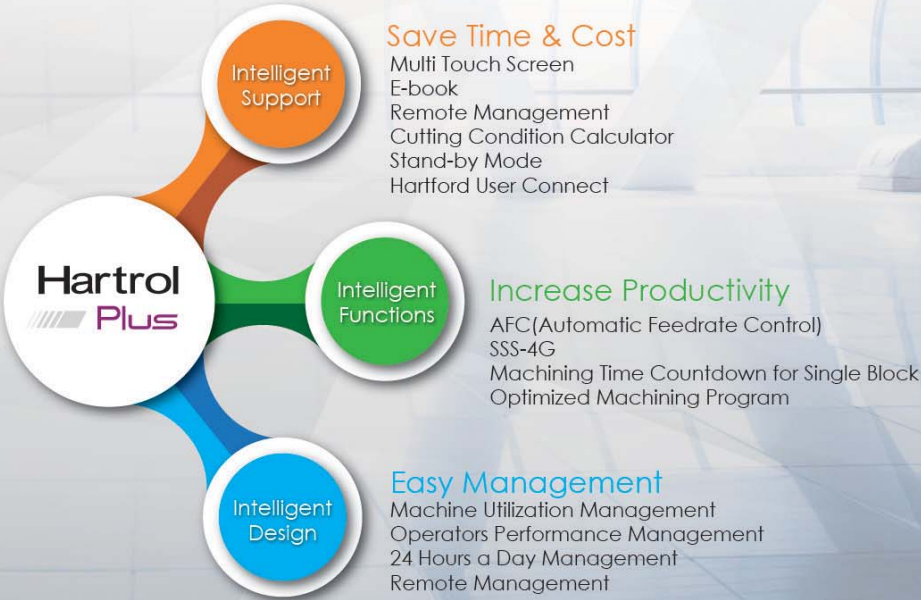 Hartrol
Plus
Intelligent
Support
Save Time & Cost
Multi Touch Screen
E-book
Remote Management
Cutting Condition Calculator
Stand-by Mode
Hartford User Connect
Intelligent
Functions
Increase Productivity
AFC(Automatic Feedrate Control)
SSS-4G
Machining Time Countdown for Single Block
Optimized Machining Program
Intelligent
Design
Easy Management
Machine Utilization Management
Operators Performance Management
24 Hours a Day Management
Remote Management